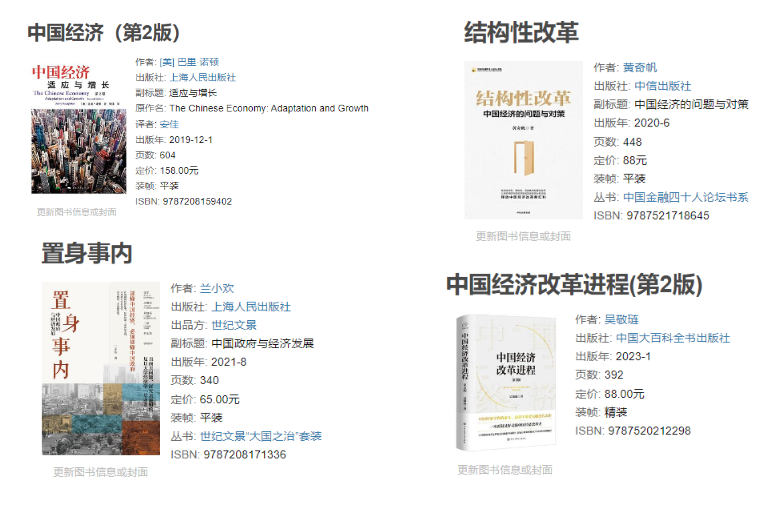 中国经济（第2版）
中国经济
适应与增长
The Chinese Economy
Adaptation and Growth
作者: [美] 巴里·诺顿
出版社: 上海人民出版社
副标题: 适应与增长
原作名: The Chinese Economy: Adaptation and Growth
译者: 安佳
出版年: 2019-12-1
页数: 604
定价: 158.00元
装帧: 平装
ISBN: 9787208159402
更新图书信息或封面
结构性改革
结构性改革
中国经济的问题与对策
黄奇帆 著
作者: 黄奇帆
出版社: 中信出版社
副标题: 中国经济的问题与对策
出版年: 2020-6
页数: 448
定价: 88元
装帧: 平装
丛书: 中国金融四十人论坛书系
ISBN: 9787521718645
更新图书信息或封面
置身事内
置身事内
中国政府与经济发展
作者: 兰小欢
出版社: 上海人民出版社
出品方: 世纪文景
副标题: 中国政府与经济发展
出版年: 2021-8
页数: 340
定价: 65.00元
装帧: 平装
丛书: 世纪文景“大国之治”套装
ISBN: 9787208171336
更新图书信息或封面
中国经济改革进程(第2版)
中国经济改革进程
中国经济
改革进程
作者: 吴敬琏
出版社: 中国大百科全书出版社
出版年: 2023-1
页数: 392
定价: 88.00元
装帧: 精装
ISBN: 9787520212298
更新图书信息或封面